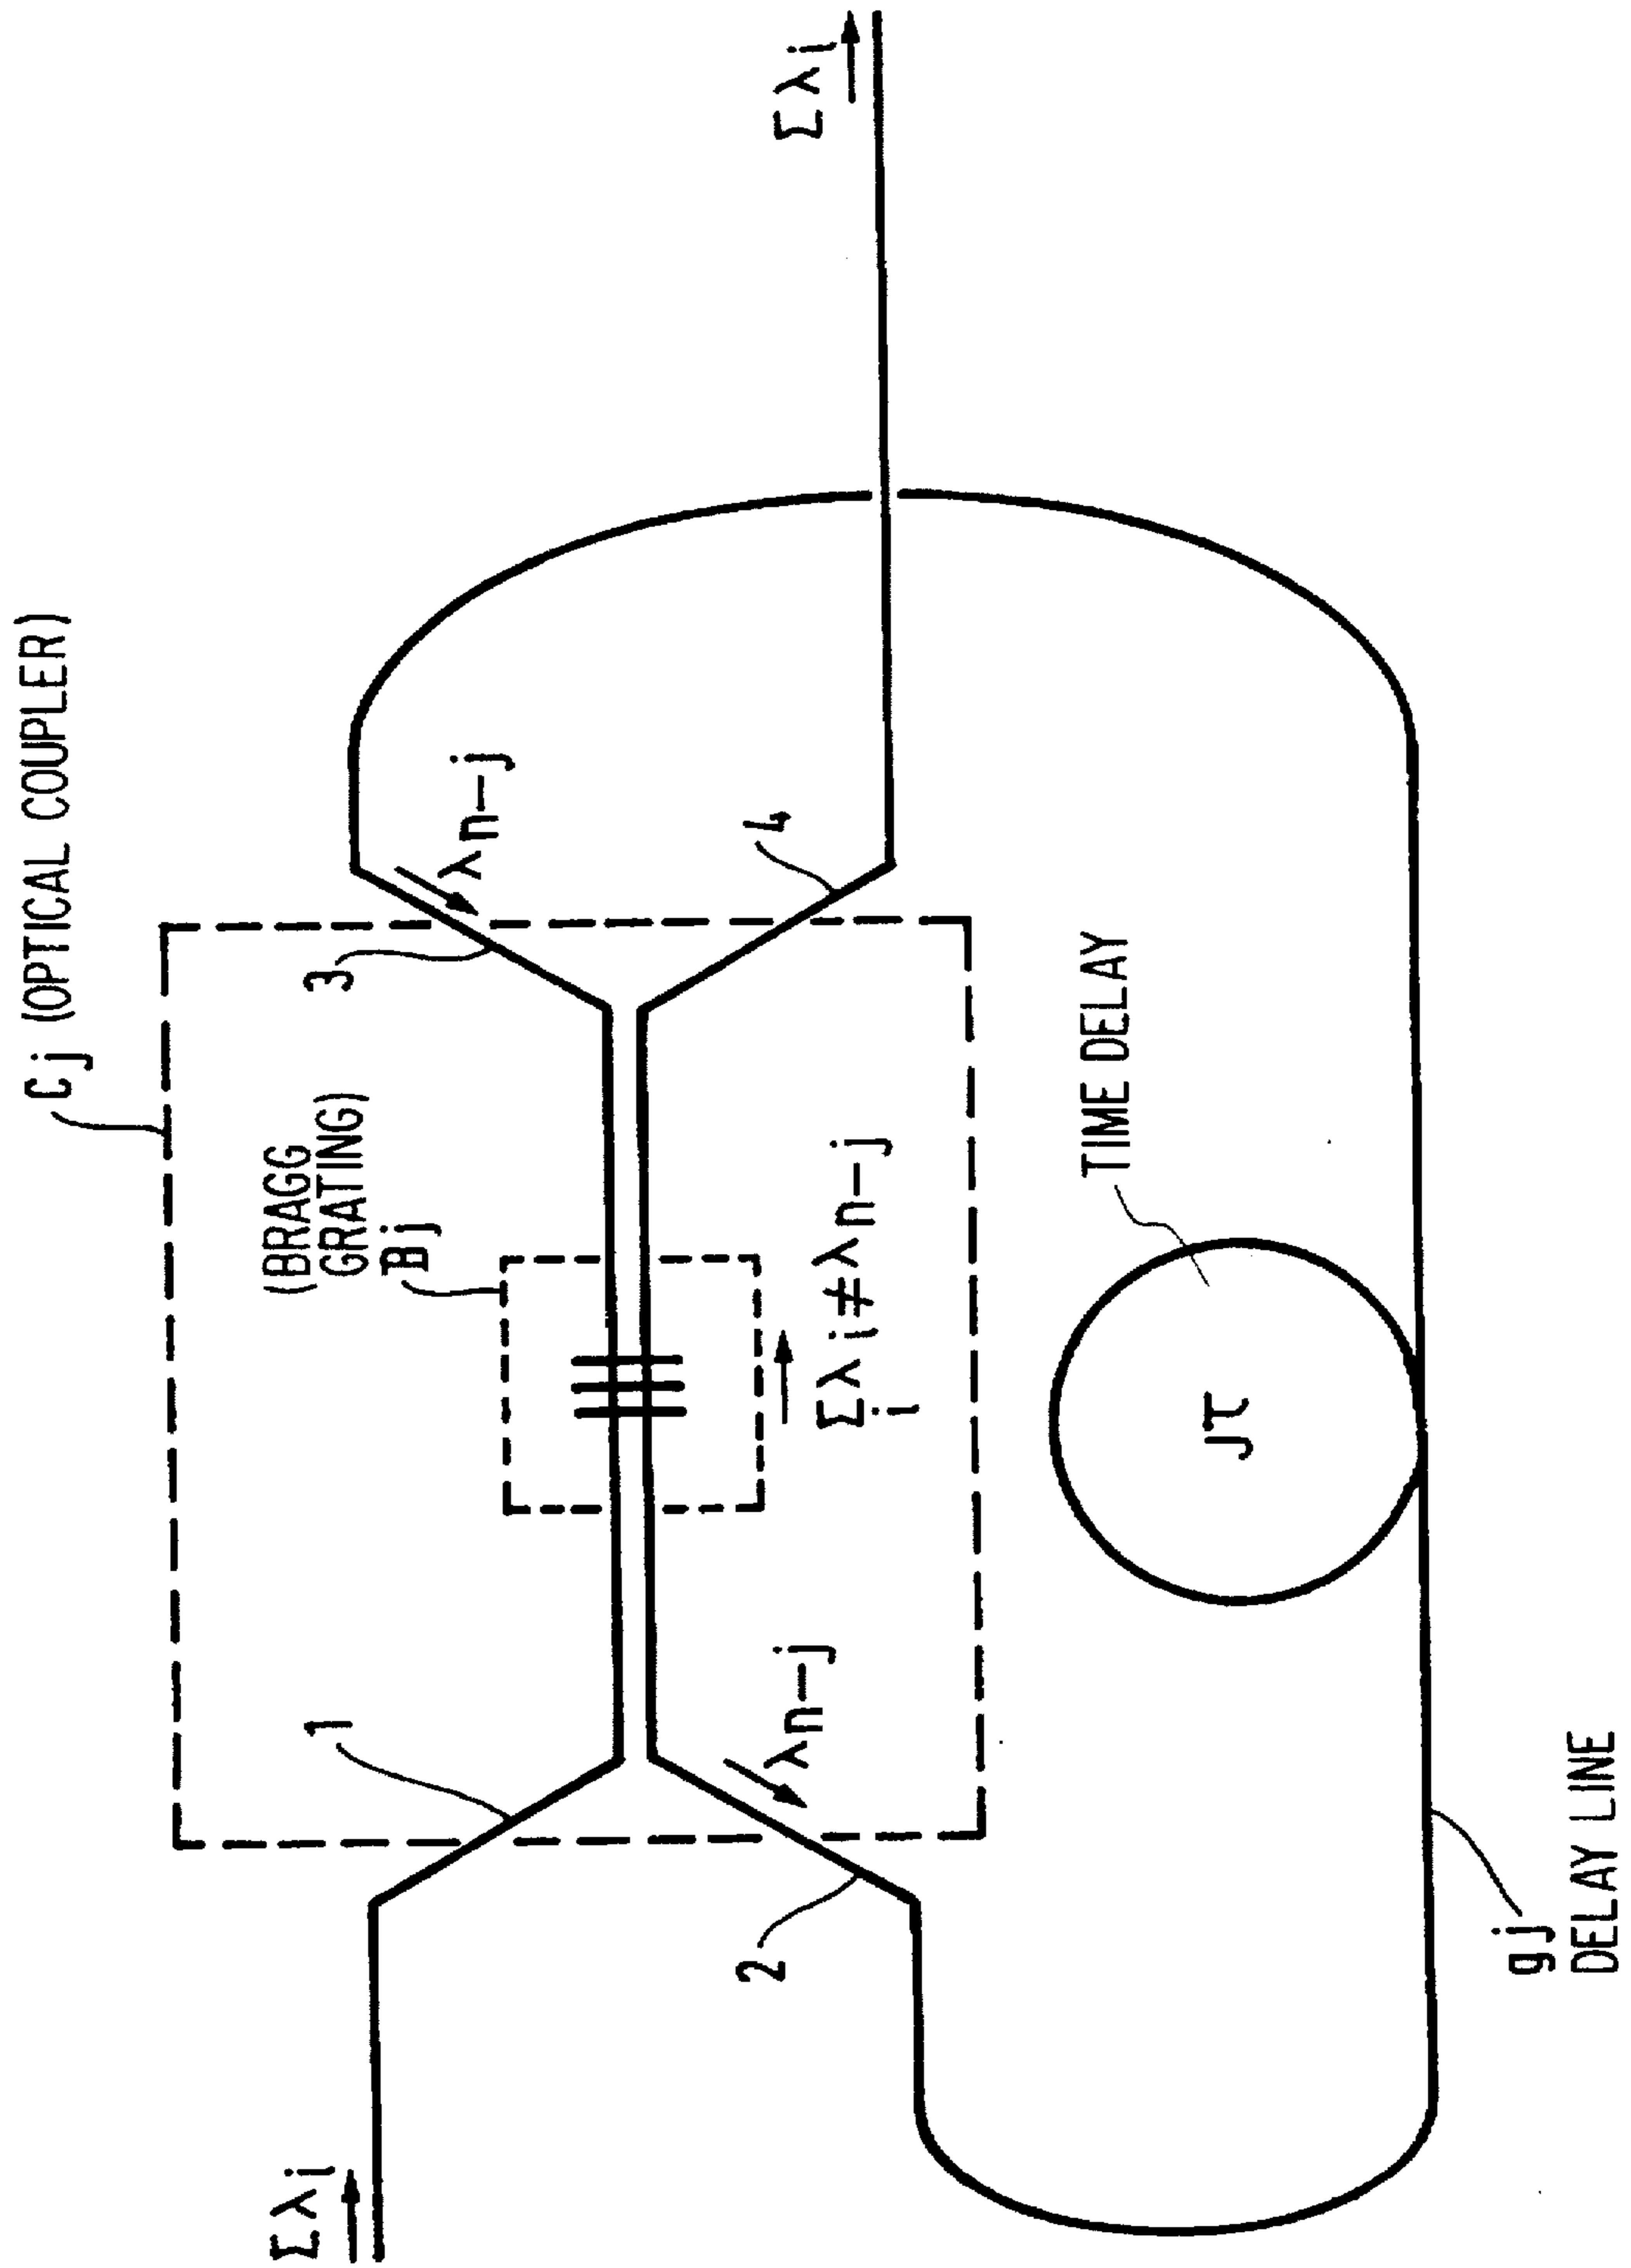 Cj (OPTICAL COUPLER)
(BRAGG
GRATING)
Bj
Σλi
1
3
λn-j
Σλi
Σλi≠λn-j
i
2
λn-j
4
TIME DELAY
Jτ
gj
DELAY LINE